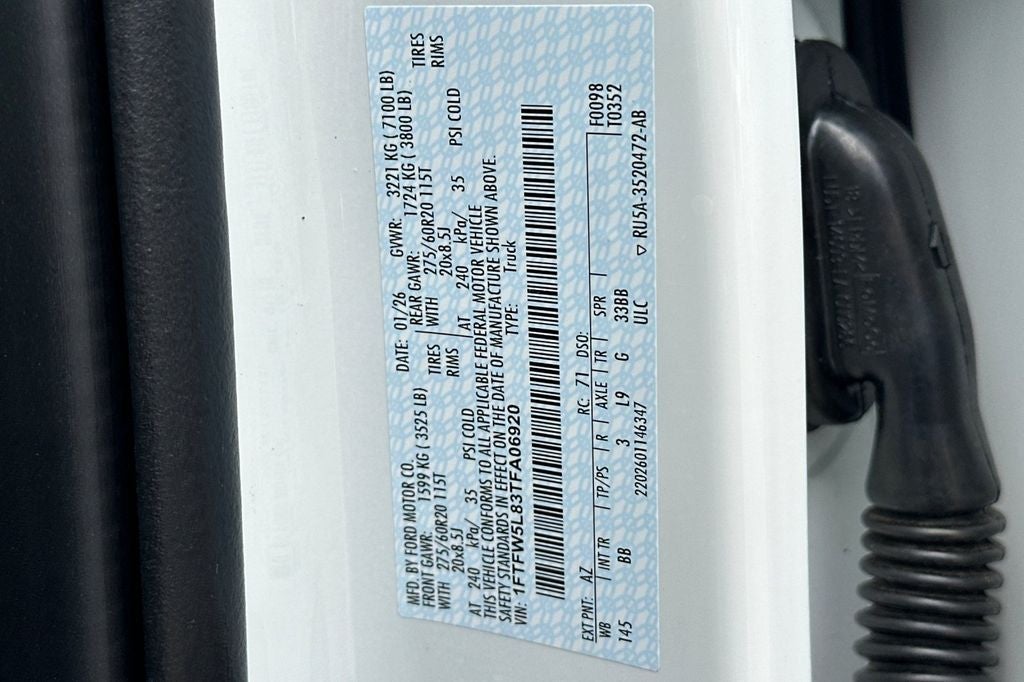 MFD. BY FORD MOTOR CO. DATE: 01/26 GVWR: 3221 KG ( 7100 LB)
FRONT GAWR: 1599 KG (3525 LB) REAR GAWR: 1724 KG ( 3800 LB)
WITH 275/60R20 115T TIRES WITH 275/60R20 115T TIRES
20x8.5J RIMS 20x8.5J RIMS
AT 240 kPa/ 35 PSI COLD AT 240 kPa/ 35 PSI COLD
THIS VEHICLE CONFORMS TO ALL APPLICABLE FEDERAL MOTOR VEHICLE
SAFETY STANDARDS IN EFFECT ON THE DATE OF MANUFACTURE SHOWN ABOVE.
VIN: 1FTFW5L83TFA06920 TYPE: Truck
EXT PNT: AZ RC: 71 DSO: F0098
WB INT TR TP/PS R AXLE TR SPR T0352
145 BB 3 L9 G 33BB
2202601146347 ULC ▽ RU5A-3520472-AB